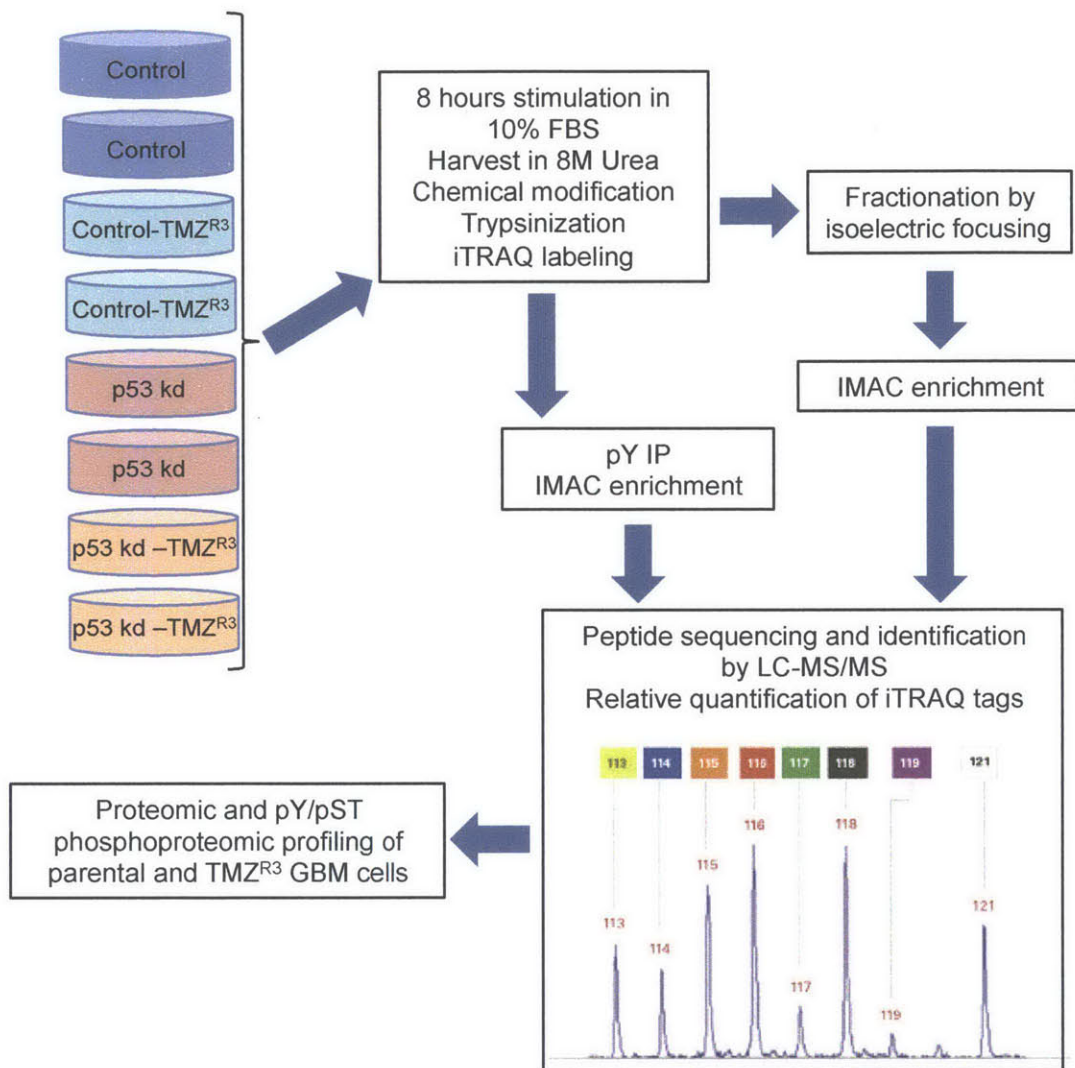 Control
Control
Control-TMZR3
Control-TMZR3
p53 kd
p53 kd
p53 kd –TMZR3
p53 kd –TMZR3
8 hours stimulation in
10% FBS
Harvest in 8M Urea
Chemical modification
Trypsinization
iTRAQ labeling
Fractionation by
isoelectric focusing
IMAC enrichment
pY IP
IMAC enrichment
Peptide sequencing and identification
by LC-MS/MS
Relative quantification of iTRAQ tags
113 114 115 116 117 118 119 121
116 118
115
121
113
114
117
119
Proteomic and pY/pST
phosphoproteomic profiling of
parental and TMZR3 GBM cells